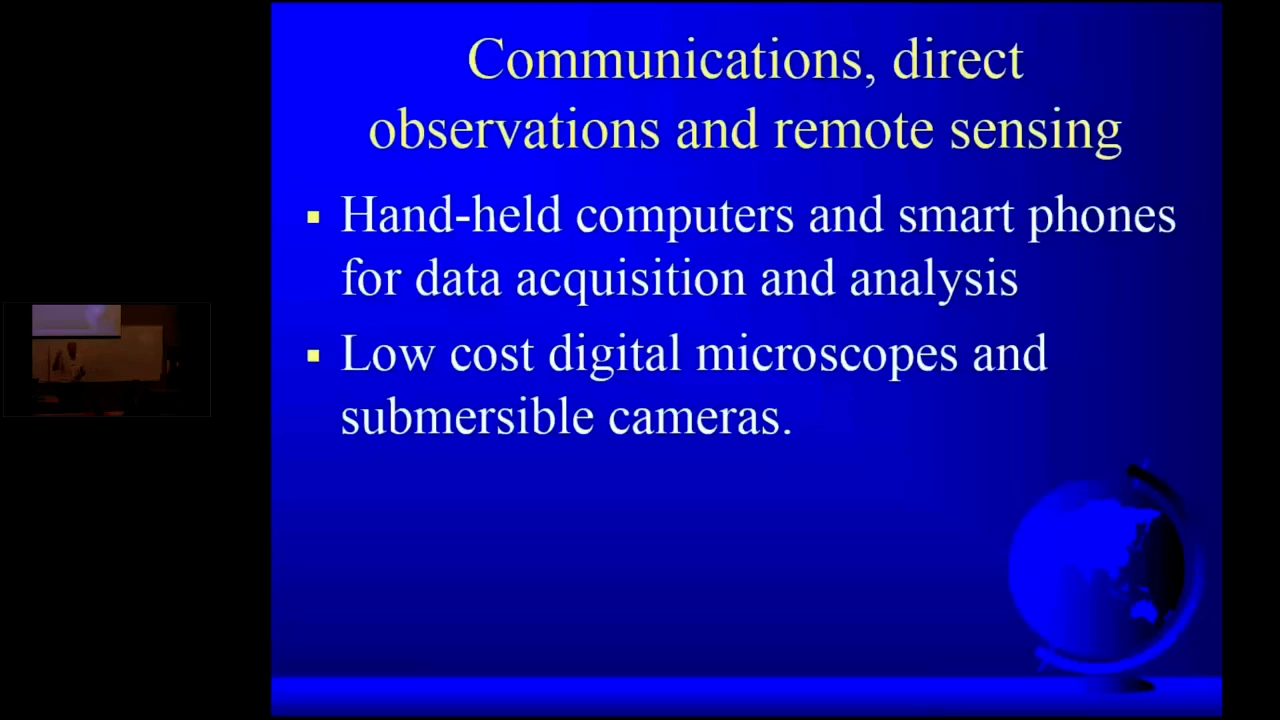 Communications, direct
observations and remote sensing
▪ Hand-held computers and smart phones
for data acquisition and analysis
▪ Low cost digital microscopes and
submersible cameras.